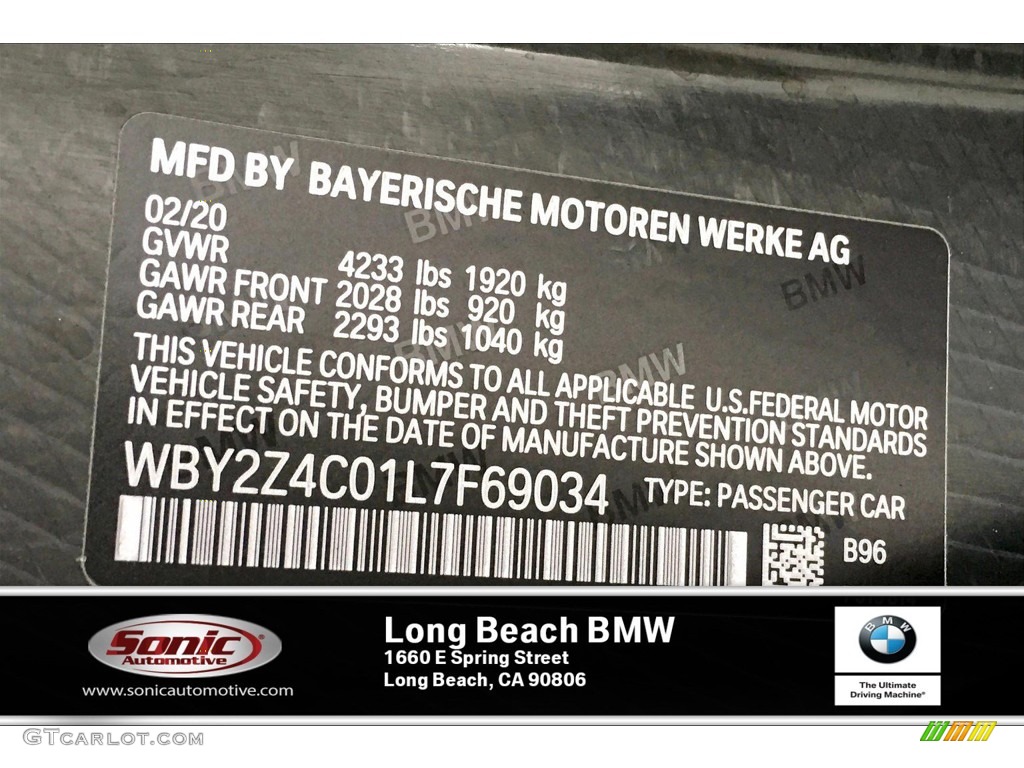 MFD BY BAYERISCHE MOTOREN WERKE AG
02/20
GVWR 4233 lbs 1920 kg
GAWR FRONT 2028 lbs 920 kg
GAWR REAR 2293 lbs 1040 kg
THIS VEHICLE CONFORMS TO ALL APPLICABLE U.S.FEDERAL MOTOR
VEHICLE SAFETY, BUMPER AND THEFT PREVENTION STANDARDS
IN EFFECT ON THE DATE OF MANUFACTURE SHOWN ABOVE.
WBY2Z4C01L7F69034 TYPE: PASSENGER CAR
B96
Sonic
Automotive
www.sonicautomotive.com
Long Beach BMW
1660 E Spring Street
Long Beach, CA 90806
BMW
The Ultimate
Driving Machine®
GTcarlot.com